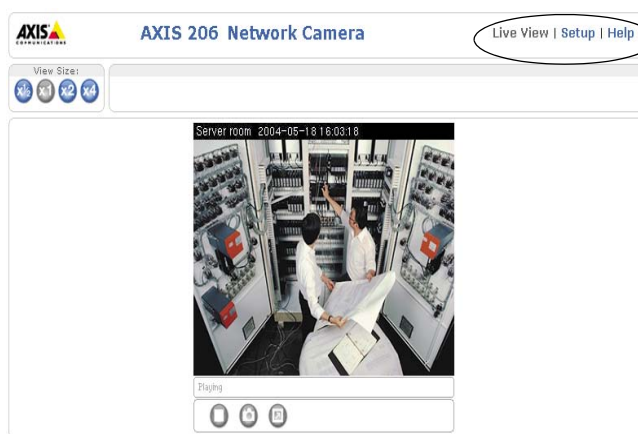 AXIS
COMMUNICATIONS
AXIS 206 Network Camera
Live View | Setup | Help
View Size:
x½ x1 x2 x4
Server room 2004-05-18 16:03:18
Playing